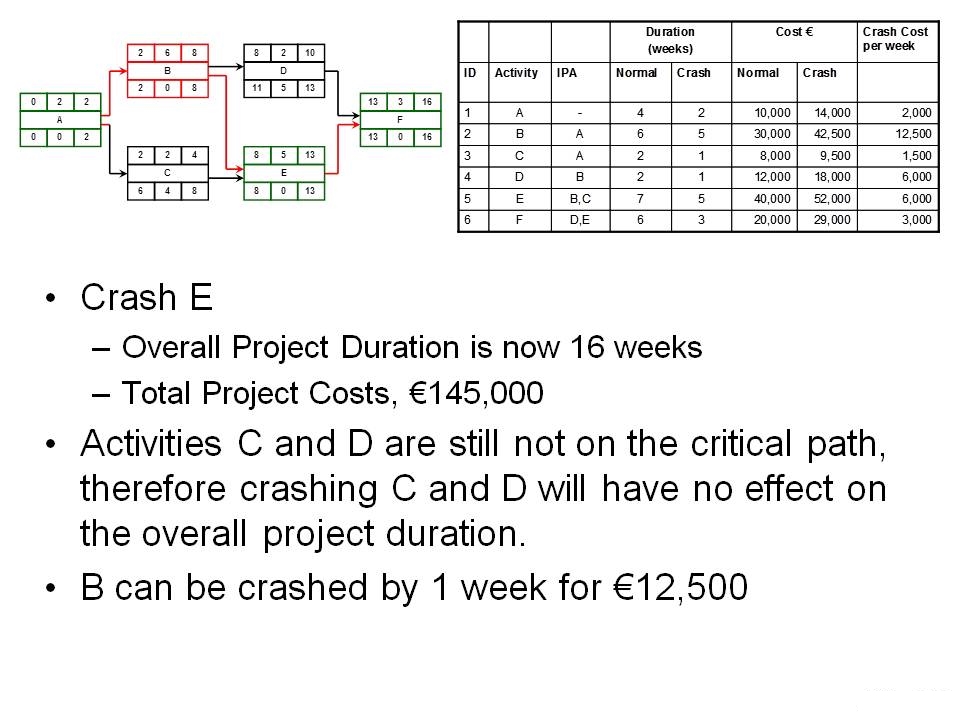 2 6 8
B
2 0 8
8 2 10
D
11 5 13
0 2 2
A
0 0 2
13 3 16
F
13 0 16
2 2 4
C
6 4 8
8 5 13
E
8 0 13
Duration Cost € Crash Cost
(weeks) per week
ID Activity IPA Normal Crash Normal Crash
1 A - 4 2 10,000 14,000 2,000
2 B A 6 5 30,000 42,500 12,500
3 C A 2 1 8,000 9,500 1,500
4 D B 2 1 12,000 18,000 6,000
5 E B,C 7 5 40,000 52,000 6,000
6 F D,E 6 3 20,000 29,000 3,000
• Crash E
– Overall Project Duration is now 16 weeks
– Total Project Costs, €145,000
• Activities C and D are still not on the critical path,
therefore crashing C and D will have no effect on
the overall project duration.
• B can be crashed by 1 week for €12,500